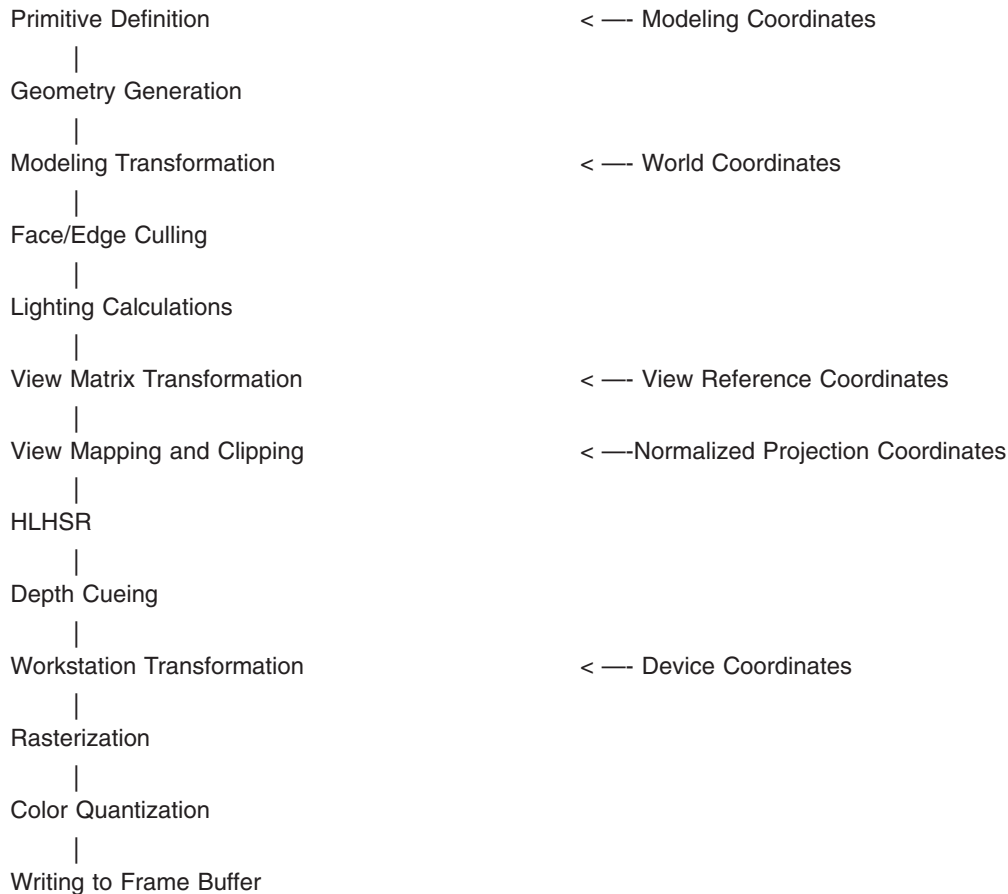 Primitive Definition < —- Modeling Coordinates
|
Geometry Generation
|
Modeling Transformation < —- World Coordinates
|
Face/Edge Culling
|
Lighting Calculations
|
View Matrix Transformation < —- View Reference Coordinates
|
View Mapping and Clipping < —-Normalized Projection Coordinates
|
HLHSR
|
Depth Cueing
|
Workstation Transformation < —- Device Coordinates
|
Rasterization
|
Color Quantization
|
Writing to Frame Buffer